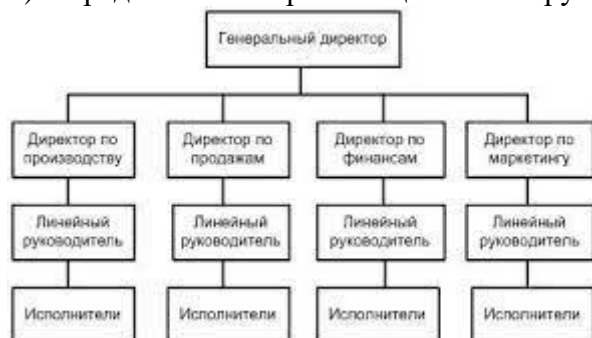 Генеральный директор
Директор по
производству
Директор по
продажам
Директор по
финансам
Директор по
маркетингу
Линейный
руководитель
Линейный
руководитель
Линейный
руководитель
Линейный
руководитель
Исполнители
Исполнители
Исполнители
Исполнители